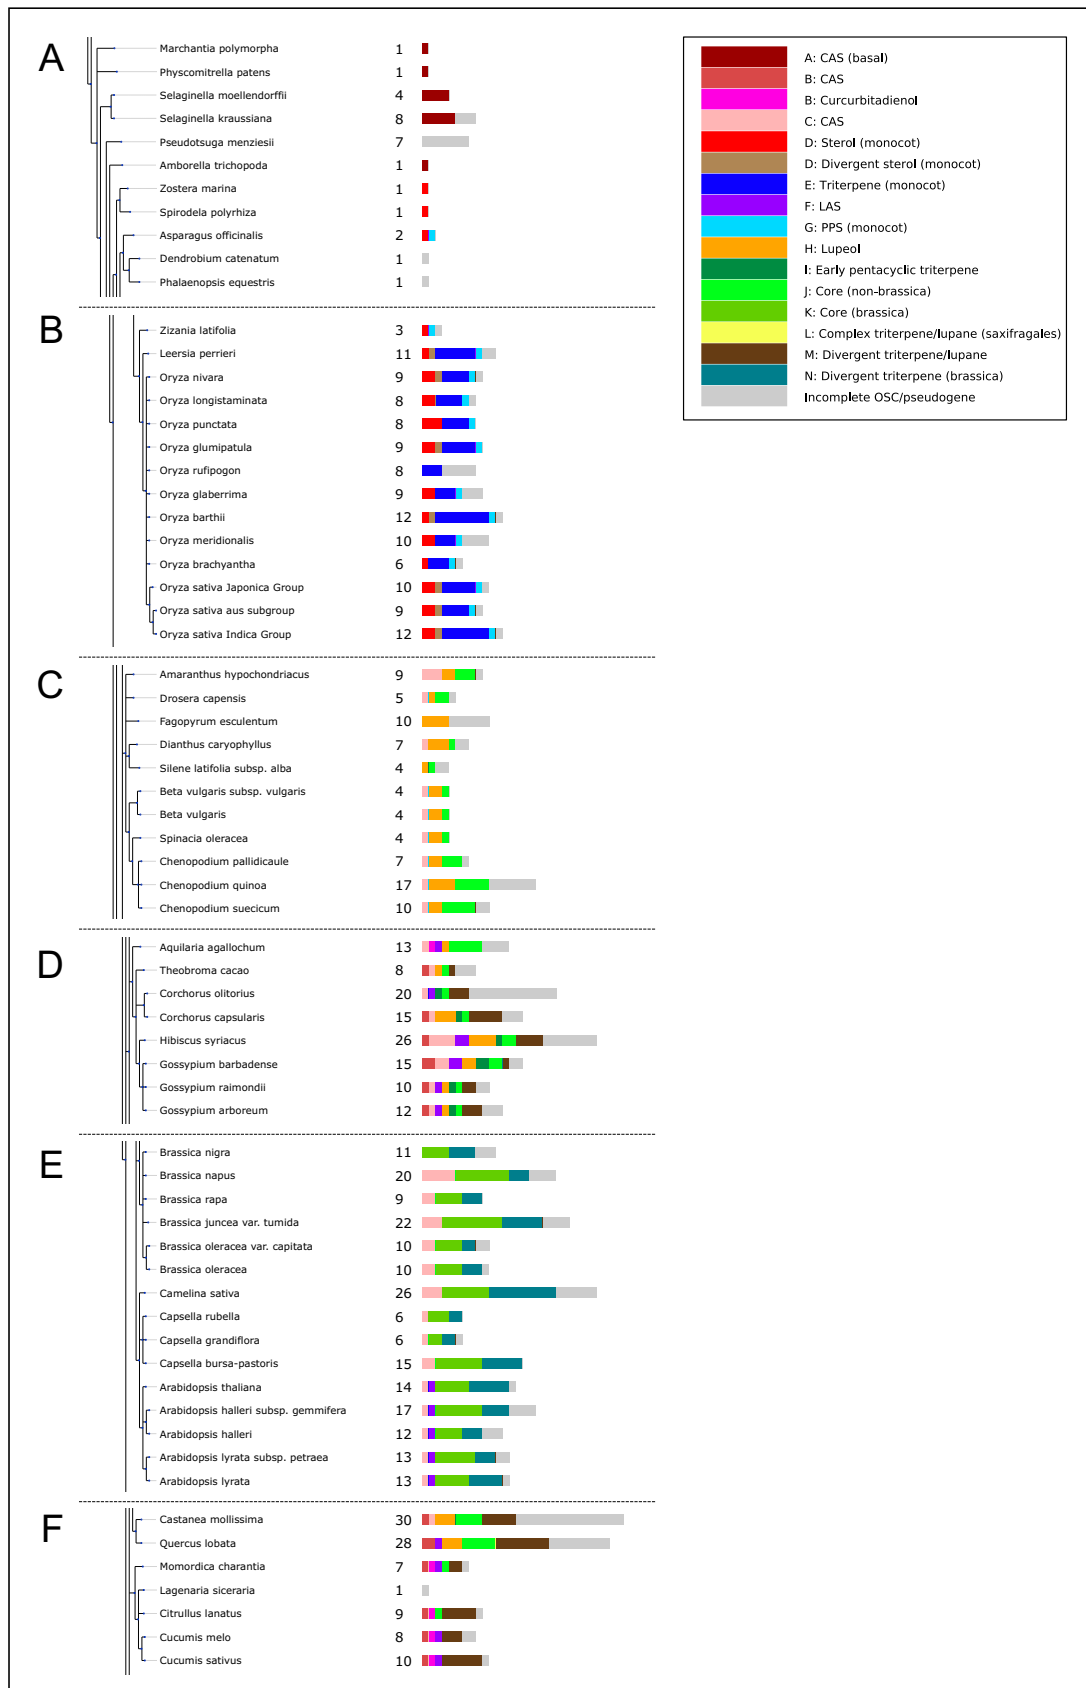 A
Marchantia polymorpha 1
Physcomitrella patens 1
Selaginella moellendorffii 4
Selaginella kraussiana 8
Pseudotsuga menziesii 7
Amborella trichopoda 1
Zostera marina 1
Spirodela polyrhiza 1
Asparagus officinalis 2
Dendrobium catenatum 1
Phalaenopsis equestris 1
A: CAS (basal)
B: CAS
B: Curcurbitadienol
C: CAS
D: Sterol (monocot)
D: Divergent sterol (monocot)
E: Triterpene (monocot)
F: LAS
G: PPS (monocot)
H: Lupeol
I: Early pentacyclic triterpene
J: Core (non-brassica)
K: Core (brassica)
L: Complex triterpene/lupane (saxifragales)
M: Divergent triterpene/lupane
N: Divergent triterpene (brassica)
Incomplete OSC/pseudogene
B
Zizania latifolia 3
Leersia perrieri 11
Oryza nivara 9
Oryza longistaminata 8
Oryza punctata 8
Oryza glumipatula 9
Oryza rufipogon 8
Oryza glaberrima 9
Oryza barthii 12
Oryza meridionalis 10
Oryza brachyantha 6
Oryza sativa Japonica Group 10
Oryza sativa aus subgroup 9
Oryza sativa Indica Group 12
C
Amaranthus hypochondriacus 9
Drosera capensis 5
Fagopyrum esculentum 10
Dianthus caryophyllus 7
Silene latifolia subsp. alba 4
Beta vulgaris subsp. vulgaris 4
Beta vulgaris 4
Spinacia oleracea 4
Chenopodium pallidicaule 7
Chenopodium quinoa 17
Chenopodium suecicum 10
D
Aquilaria agallochum 13
Theobroma cacao 8
Corchorus olitorius 20
Corchorus capsularis 15
Hibiscus syriacus 26
Gossypium barbadense 15
Gossypium raimondii 10
Gossypium arboreum 12
E
Brassica nigra 11
Brassica napus 20
Brassica rapa 9
Brassica juncea var. tumida 22
Brassica oleracea var. capitata 10
Brassica oleracea 10
Camelina sativa 26
Capsella rubella 6
Capsella grandiflora 6
Capsella bursa-pastoris 15
Arabidopsis thaliana 14
Arabidopsis halleri subsp. gemmifera 17
Arabidopsis halleri 12
Arabidopsis lyrata subsp. petraea 13
Arabidopsis lyrata 13
F
Castanea mollissima 30
Quercus lobata 28
Momordica charantia 7
Lagenaria siceraria 1
Citrullus lanatus 9
Cucumis melo 8
Cucumis sativus 10